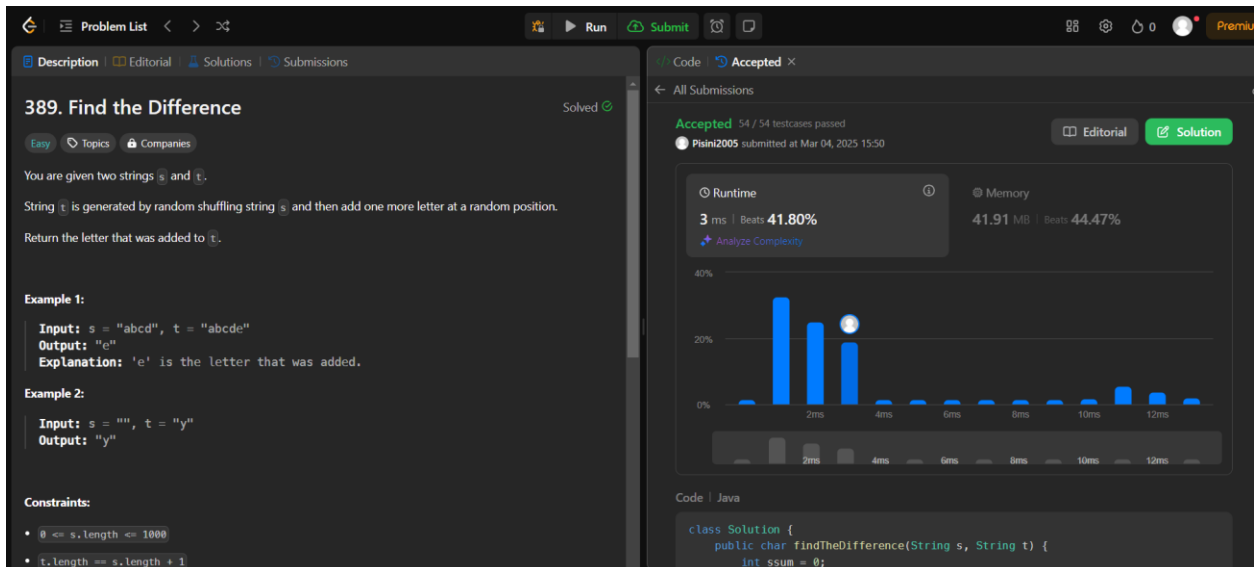 Problem List
Run
Submit
0
Premiu
Description
Editorial
Solutions
Submissions
389. Find the Difference
Solved
Easy
Topics
Companies
You are given two strings s and t.
String t is generated by random shuffling string s and then add one more letter at a random position.
Return the letter that was added to t.
Example 1:
Input: s = "abcd", t = "abcde"
Output: "e"
Explanation: 'e' is the letter that was added.
Example 2:
Input: s = "", t = "y"
Output: "y"
Constraints:
• 0 <= s.length <= 1000
• t.length == s.length + 1
</> Code
Accepted ×
← All Submissions
Accepted 54 / 54 testcases passed
Pisini2005 submitted at Mar 04, 2025 15:50
Editorial
Solution
Runtime
3 ms | Beats 41.80%
Analyze Complexity
Memory
41.91 MB | Beats 44.47%
40%
20%
0%
2ms 4ms 6ms 8ms 10ms 12ms
2ms 4ms 6ms 8ms 10ms 12ms
Code | Java
class Solution {
public char findTheDifference(String s, String t) {
int ssum = 0;